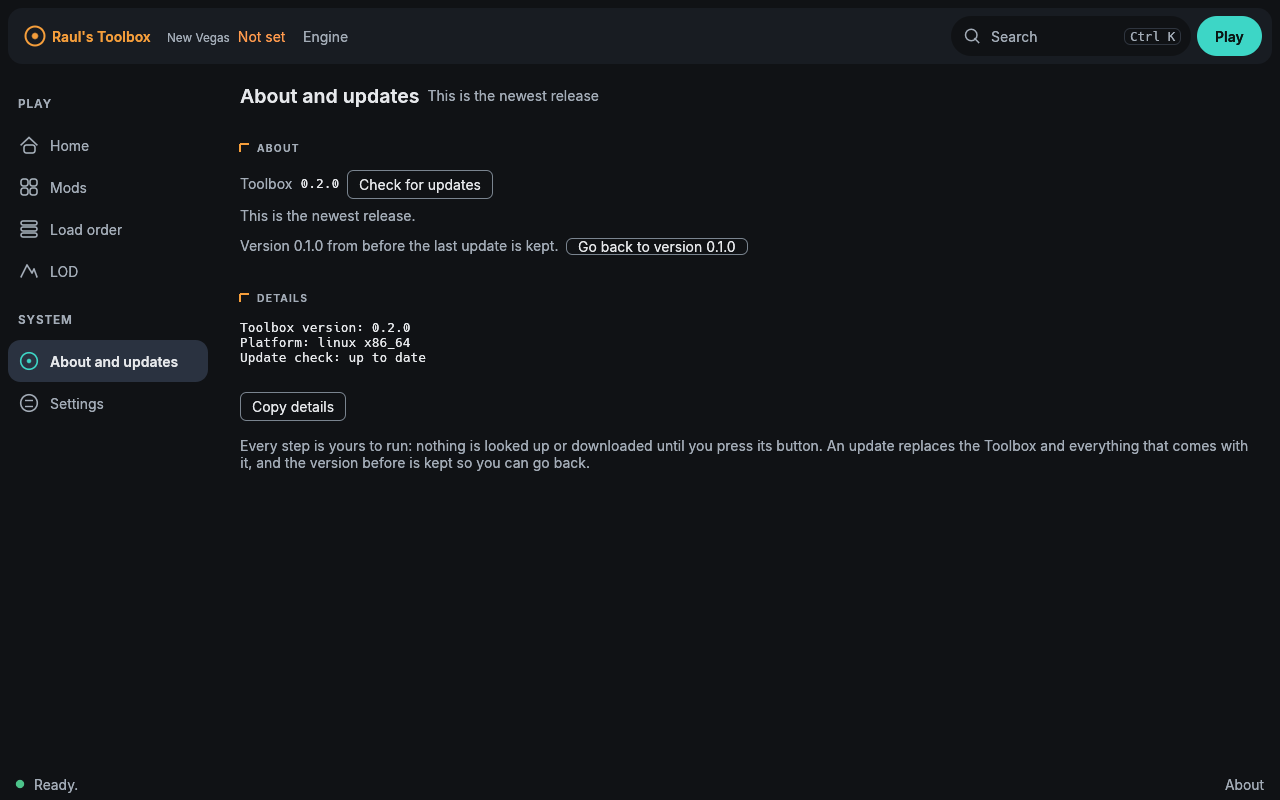 Raul's Toolbox New Vegas Not set Engine Search Ctrl K Play
PLAY
Home
Mods
Load order
LOD
SYSTEM
About and updates
Settings
About and updates This is the newest release
ABOUT
Toolbox 0.2.0 Check for updates
This is the newest release.
Version 0.1.0 from before the last update is kept. Go back to version 0.1.0
DETAILS
Toolbox version: 0.2.0
Platform: linux x86_64
Update check: up to date
Copy details
Every step is yours to run: nothing is looked up or downloaded until you press its button. An update replaces the Toolbox and everything that comes with
it, and the version before is kept so you can go back.
Ready. About